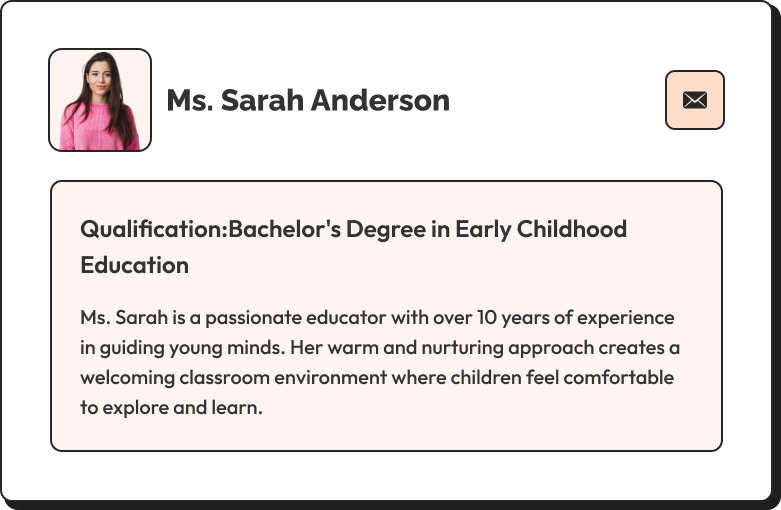 Ms. Sarah Anderson
Qualification:Bachelor's Degree in Early Childhood
Education
Ms. Sarah is a passionate educator with over 10 years of experience
in guiding young minds. Her warm and nurturing approach creates a
welcoming classroom environment where children feel comfortable
to explore and learn.